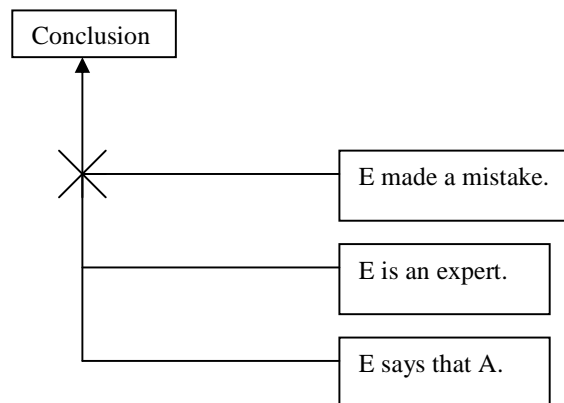 Conclusion
E made a mistake.
E is an expert.
E says that A.